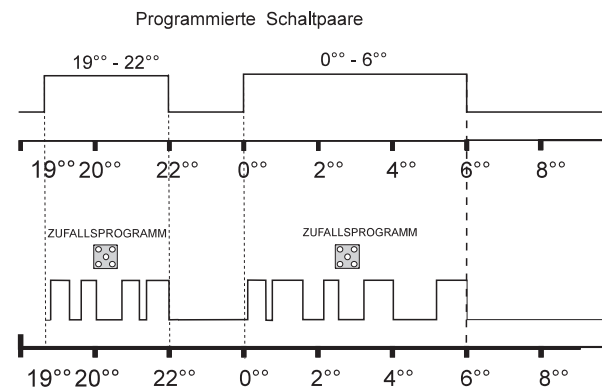 Programmierte Schaltpaare
19°° - 22°° 0°° - 6°°
19°° 20°° 22°° 0°° 2°° 4°° 6°° 8°°
ZUFALLSPROGRAMM ZUFALLSPROGRAMM
19°° 20°° 22°° 0°° 2°° 4°° 6°° 8°°